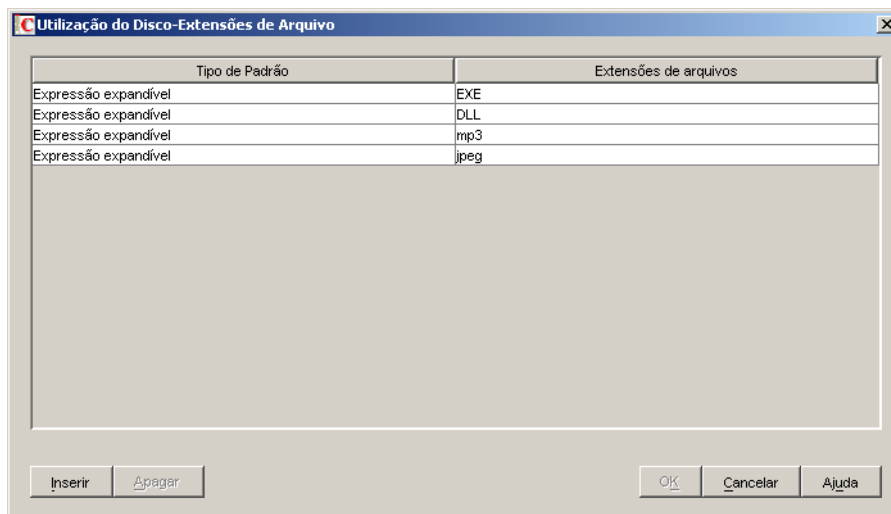 Utilização do Disco-Extensões de Arquivo
Tipo de Padrão Extensões de arquivos
Expressão expandível EXE
Expressão expandível DLL
Expressão expandível mp3
Expressão expandível jpeg
Inserir Apagar OK Cancelar Ajuda